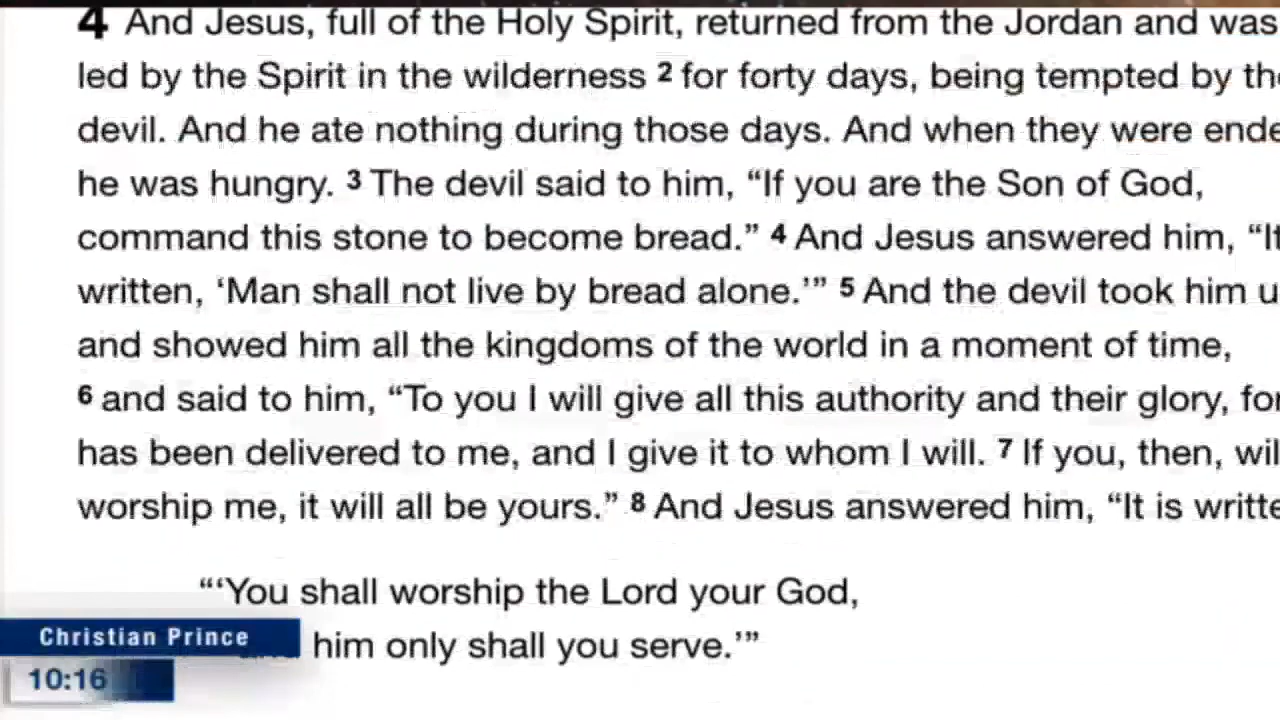 4 And Jesus, full of the Holy Spirit, returned from the Jordan and was
led by the Spirit in the wilderness 2 for forty days, being tempted by th
devil. And he ate nothing during those days. And when they were ende
he was hungry. 3 The devil said to him, “If you are the Son of God,
command this stone to become bread.” 4 And Jesus answered him, “It
written, ‘Man shall not live by bread alone.’” 5 And the devil took him u
and showed him all the kingdoms of the world in a moment of time,
6 and said to him, “To you I will give all this authority and their glory, for
has been delivered to me, and I give it to whom I will. 7 If you, then, wil
worship me, it will all be yours.” 8 And Jesus answered him, “It is writte
“‘You shall worship the Lord your God,
him only shall you serve.’”
Christian Prince
10:16